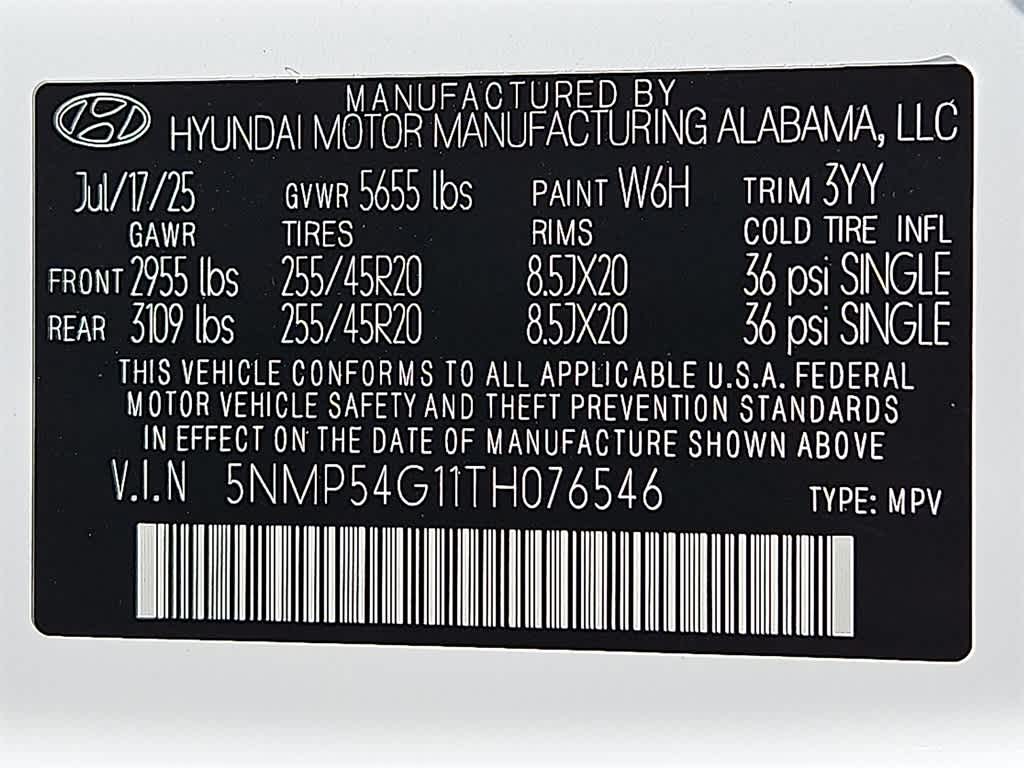 MANUFACTURED BY
HYUNDAI MOTOR MANUFACTURING ALABAMA, LLC
Jul/17/25 GVWR 5655 lbs PAINT W6H TRIM 3YY
GAWR TIRES RIMS COLD TIRE INFL
FRONT 2955 lbs 255/45R20 8.5JX20 36 psi SINGLE
REAR 3109 lbs 255/45R20 8.5JX20 36 psi SINGLE
THIS VEHICLE CONFORMS TO ALL APPLICABLE U.S.A. FEDERAL
MOTOR VEHICLE SAFETY AND THEFT PREVENTION STANDARDS
IN EFFECT ON THE DATE OF MANUFACTURE SHOWN ABOVE
V.I.N 5NMP54G11TH076546 TYPE: MPV